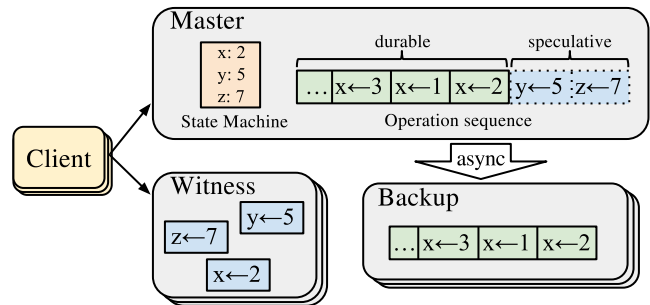 Master
x: 2
y: 5
z: 7
State Machine
durable
speculative
… x←3 x←1 x←2 y←5 z←7
Operation sequence
Client
async
Witness
y←5
z←7
x←2
Backup
… x←3 x←1 x←2